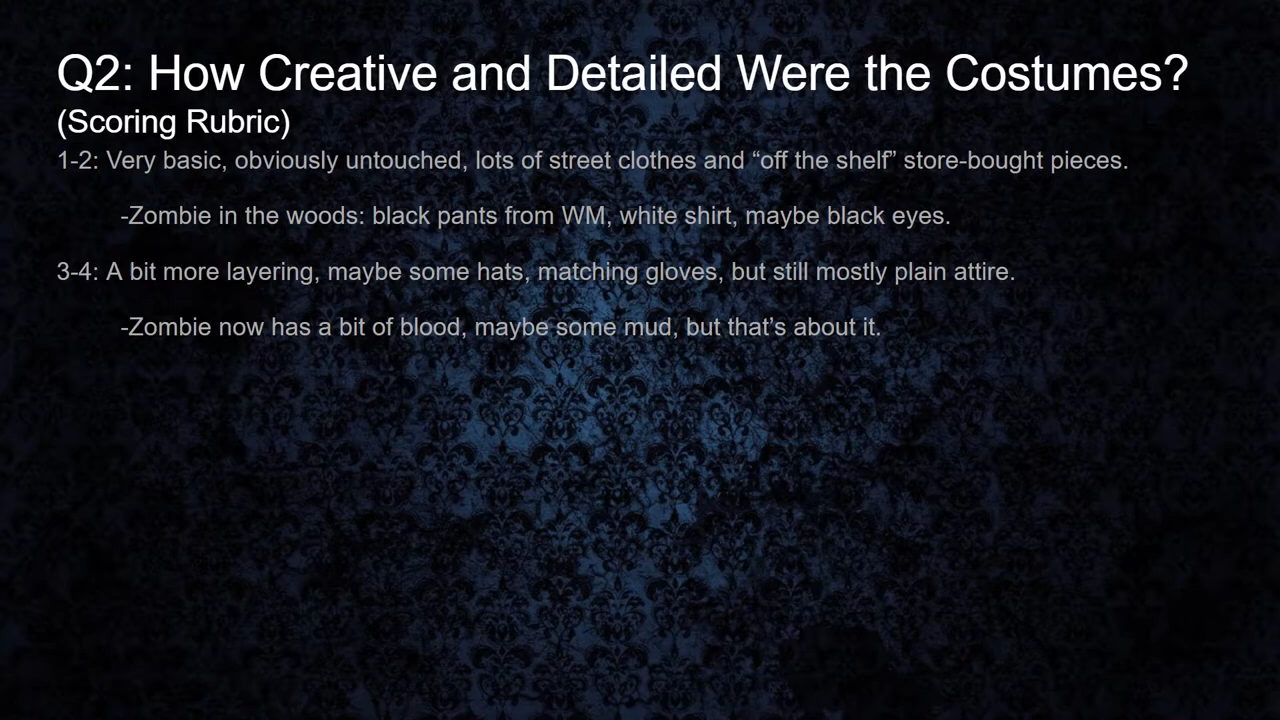 Q2: How Creative and Detailed Were the Costumes?
(Scoring Rubric)
1-2: Very basic, obviously untouched, lots of street clothes and “off the shelf” store-bought pieces.
-Zombie in the woods: black pants from WM, white shirt, maybe black eyes.
3-4: A bit more layering, maybe some hats, matching gloves, but still mostly plain attire.
-Zombie now has a bit of blood, maybe some mud, but that’s about it.